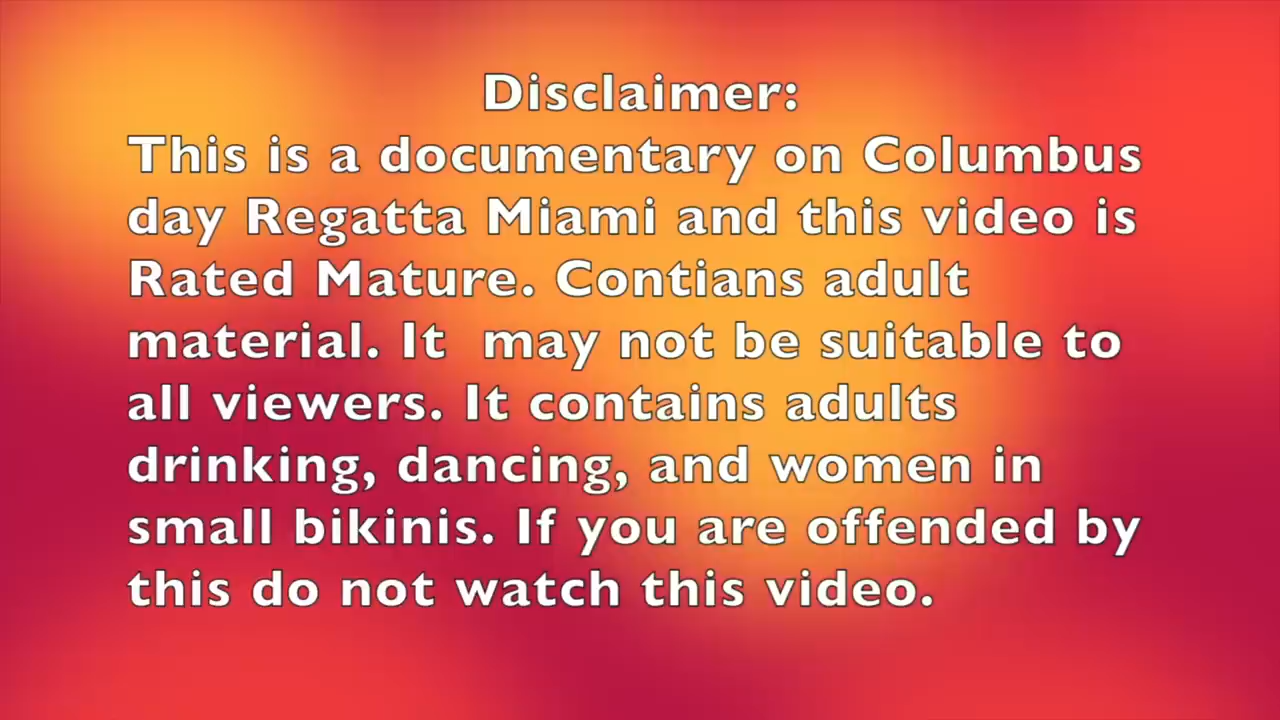 Disclaimer:
This is a documentary on Columbus
day Regatta Miami and this video is
Rated Mature. Contians adult
material. It  may not be suitable to
all viewers. It contains adults
drinking, dancing, and women in
small bikinis. If you are offended by
this do not watch this video.